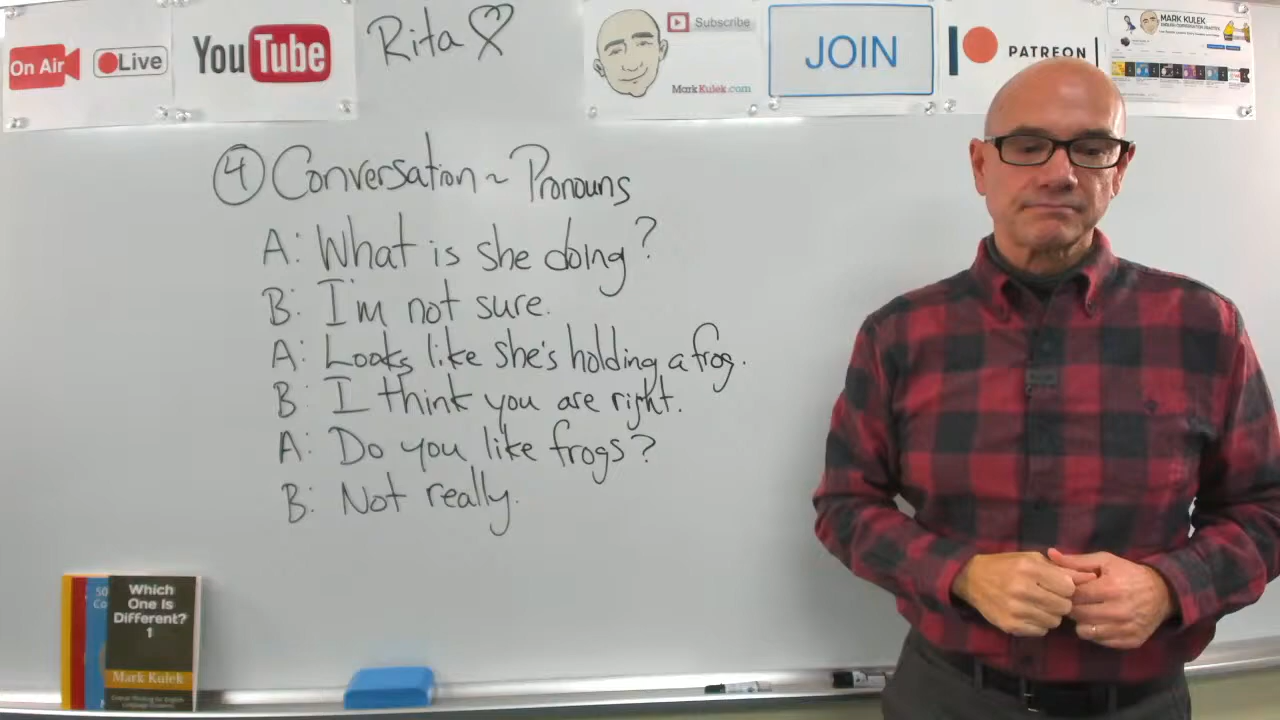 On Air
Live
YouTube
Rita
Subscribe
MarkKulek.com
JOIN
PATREON
MARK KULEK
④ Conversation ~ Pronouns
A: What is she doing?
B: I'm not sure.
A: Looks like she's holding a frog.
B: I think you are right.
A: Do you like frogs?
B: Not really.
50
Co
Which
One Is
Different?
1
Mark Kulek